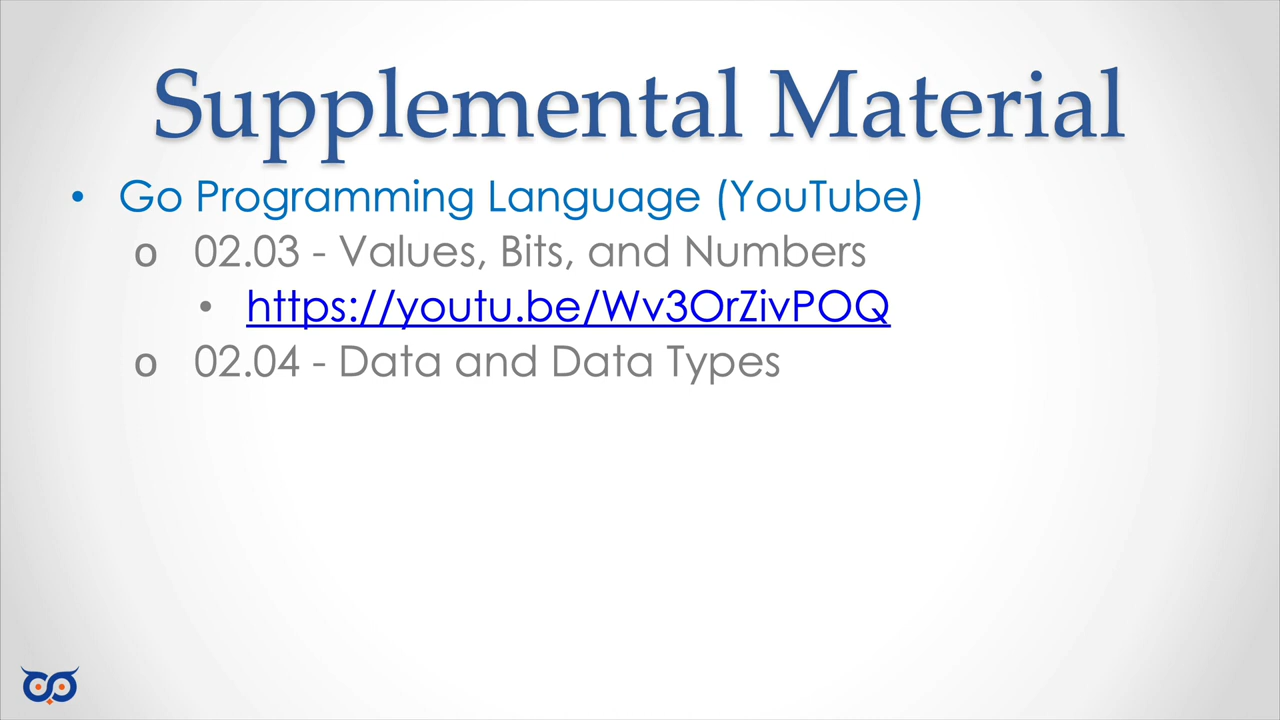 Supplemental Material
• Go Programming Language (YouTube)
o 02.03 - Values, Bits, and Numbers
• https://youtu.be/Wv3OrZivPOQ
o 02.04 - Data and Data Types